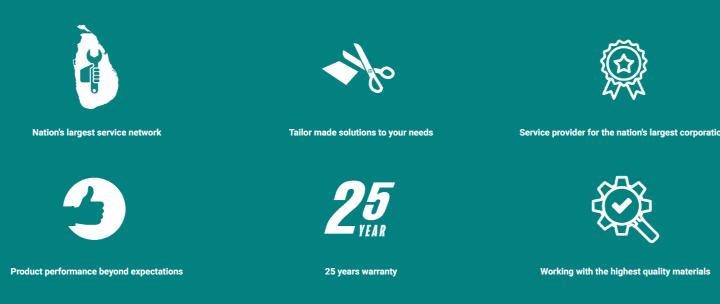 Nation's largest service network
Tailor made solutions to your needs
Service provider for the nation's largest
25
YEAR
Product performance beyond expectations
25 years warranty
Working with the highest quality materials